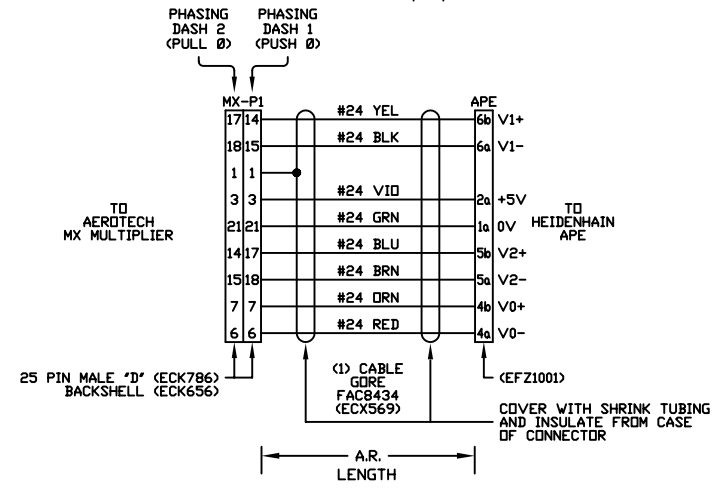 PHASING DASH 2 (PULL Ø)
PHASING DASH 1 (PUSH Ø)
MX-P1
APE
17 14 #24 YEL 6b V1+
18 15 #24 BLK 6a V1-
1 1
3 3 #24 VIO 2a +5V
21 21 #24 GRN 1a 0V
14 17 #24 BLU 5b V2+
15 18 #24 BRN 5a V2-
7 7 #24 ORN 4b V0+
6 6 #24 RED 4a V0-
TO
AEROTECH
MX MULTIPLIER
TO
HEIDENHAIN
APE
25 PIN MALE "D" (ECK786)
BACKSHELL (ECK656)
(1) CABLE
GORE
FAC8434
(ECX569)
(EFZ1001)
COVER WITH SHRINK TUBING
AND INSULATE FROM CASE
OF CONNECTOR
A.R.
LENGTH